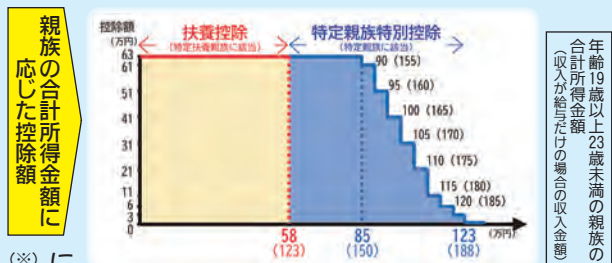 親族の合計所得金額に
応じた控除額
(※)に
控除額
(万円)
扶養控除
(特定扶養親族に該当)
特定親族特別控除
(特定親族に該当)
63
61
51
41
31
21
11
6
3
0
90 (155)
95 (160)
100 (165)
105 (170)
110 (175)
115 (180)
120 (185)
58
(123)
85
(150)
123
(188)
(万円)
年齢19歳以上23歳未満の親族の
合計所得金額
(収入が給与だけの場合の収入金額)